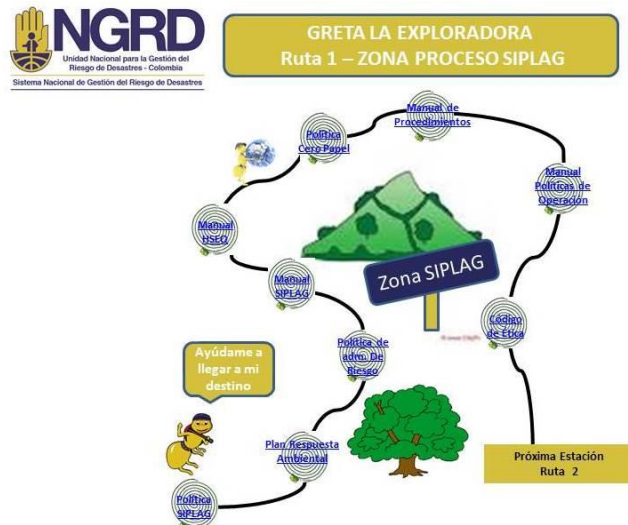 UNGRD
Unidad Nacional para la Gestión del
Riesgo de Desastres - Colombia
Sistema Nacional de Gestión del Riesgo de Desastres
GRETA LA EXPLORADORA
Ruta 1 – ZONA PROCESO SIPLAG
Manual de
Procedimientos
Política
Cero Papel
Manual
Políticas de
Operación
Manual
HSEQ
Zona SIPLAG
Manual
SIPLAG
Código
de Ética
Política de
adm. De
Riesgo
Ayúdame a
llegar a mi
destino
Plan Respuesta
Ambiental
Próxima Estación
Ruta 2
Política
SIPLAG